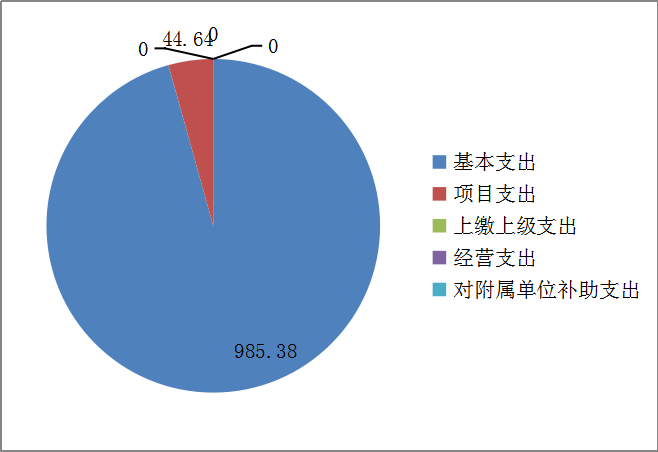 44.64
0
0
0
985.38
基本支出
项目支出
上缴上级支出
经营支出
对附属单位补助支出